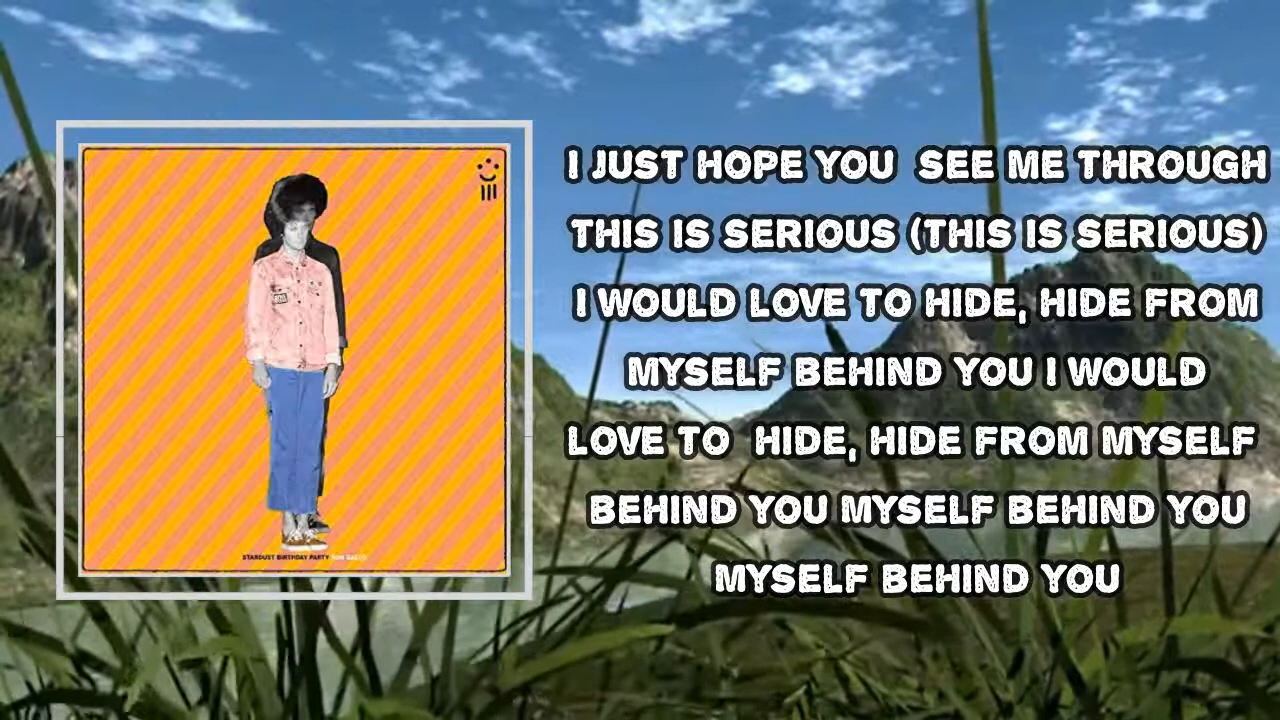 I JUST HOPE YOU SEE ME THROUGH
THIS IS SERIOUS (THIS IS SERIOUS)
I WOULD LOVE TO HIDE, HIDE FROM
MYSELF BEHIND YOU I WOULD
LOVE TO HIDE, HIDE FROM MYSELF
BEHIND YOU MYSELF BEHIND YOU
MYSELF BEHIND YOU
STARDUST BIRTHDAY PARTY